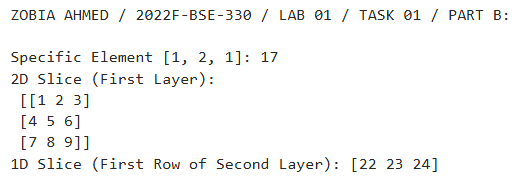 ZOBIA AHMED / 2022F-BSE-330 / LAB 01 / TASK 01 / PART B:
Specific Element [1, 2, 1]: 17
2D Slice (First Layer):
[[1 2 3]
[4 5 6]
[7 8 9]]
1D Slice (First Row of Second Layer): [22 23 24]